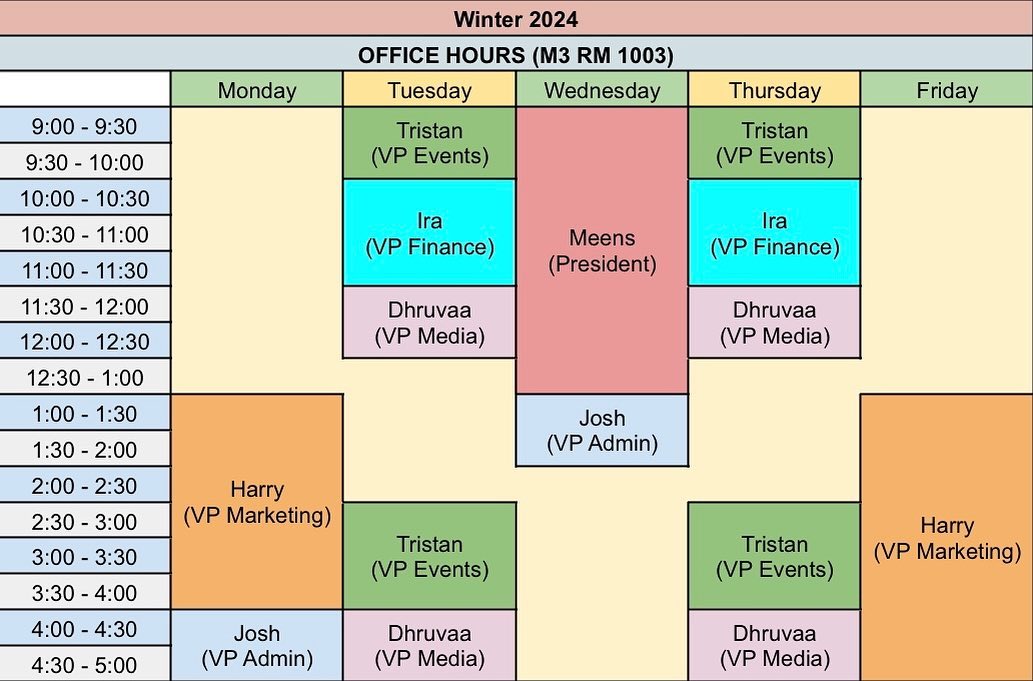 Winter 2024
OFFICE HOURS (M3 RM 1003)
Monday Tuesday Wednesday Thursday Friday
9:00 - 9:30
Tristan
(VP Events)
Tristan
(VP Events)
9:30 - 10:00
10:00 - 10:30
Ira
(VP Finance)
Meens
(President)
Ira
(VP Finance)
10:30 - 11:00
11:00 - 11:30
11:30 - 12:00
Dhruvaa
(VP Media)
Dhruvaa
(VP Media)
12:00 - 12:30
12:30 - 1:00
1:00 - 1:30
Josh
(VP Admin)
1:30 - 2:00
2:00 - 2:30
Harry
(VP Marketing)
2:30 - 3:00
Harry
(VP Marketing)
3:00 - 3:30
Tristan
(VP Events)
Tristan
(VP Events)
3:30 - 4:00
4:00 - 4:30
Josh
(VP Admin)
Dhruvaa
(VP Media)
Dhruvaa
(VP Media)
4:30 - 5:00